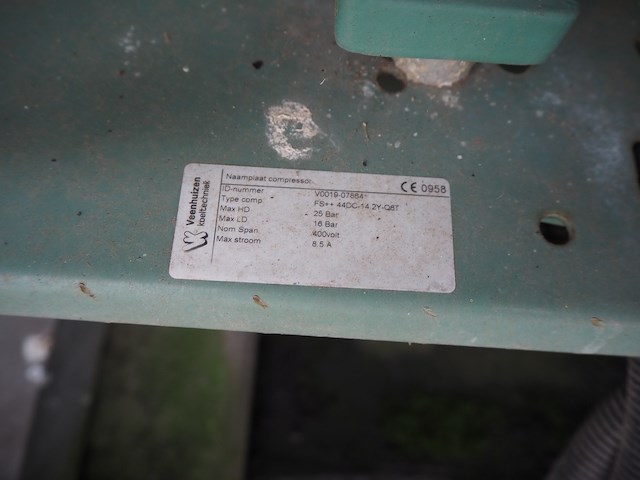 Veenhuizen
koeltechniek
Naamplaat compressor.
CE 0958
ID-nummer V0019-07864
Type comp. FS++ 44DC-14.2Y-Q6T
Max HD 25 Bar
Max LD 16 Bar
Nom Span. 400volt
Max stroom 8.5 A